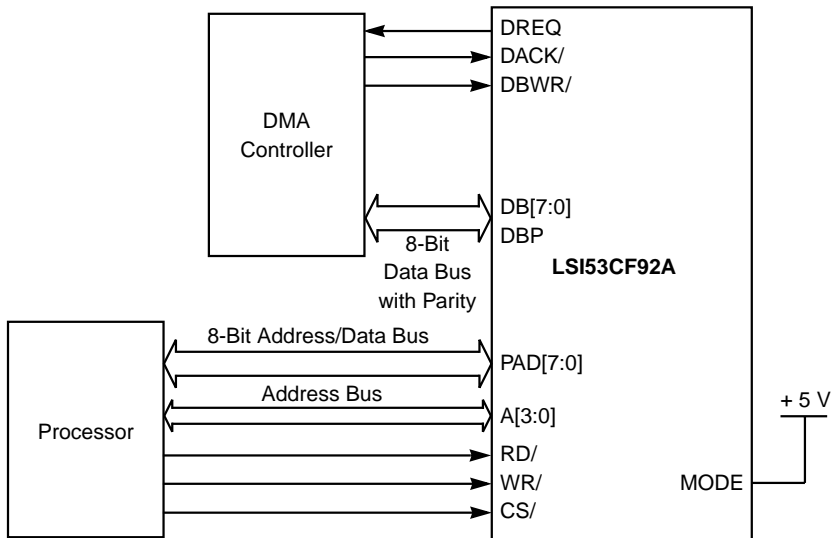 DREQ
DACK/
DBWR/
DMA
Controller
DB[7:0]
DBP
8-Bit
Data Bus
with Parity
LSI53CF92A
8-Bit Address/Data Bus
PAD[7:0]
Address Bus
A[3:0]
+ 5 V
Processor
RD/
WR/
MODE
CS/